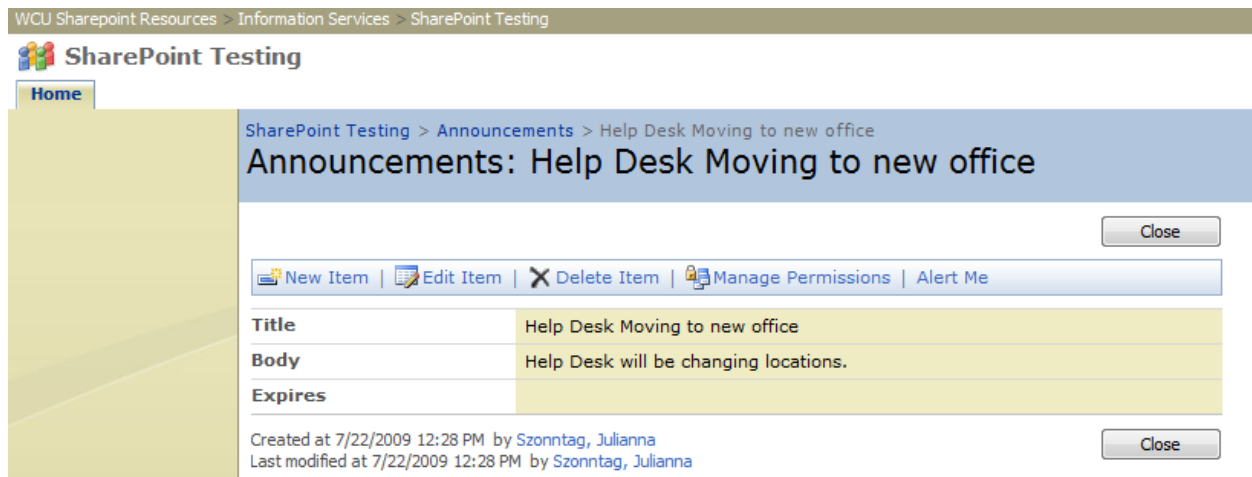 WCU Sharepoint Resources > Information Services > SharePoint Testing
SharePoint Testing
Home
SharePoint Testing > Announcements > Help Desk Moving to new office
Announcements: Help Desk Moving to new office
Close
New Item | Edit Item | Delete Item | Manage Permissions | Alert Me
Title Help Desk Moving to new office
Body Help Desk will be changing locations.
Expires
Created at 7/22/2009 12:28 PM by Szonntag, Julianna
Close
Last modified at 7/22/2009 12:28 PM by Szonntag, Julianna